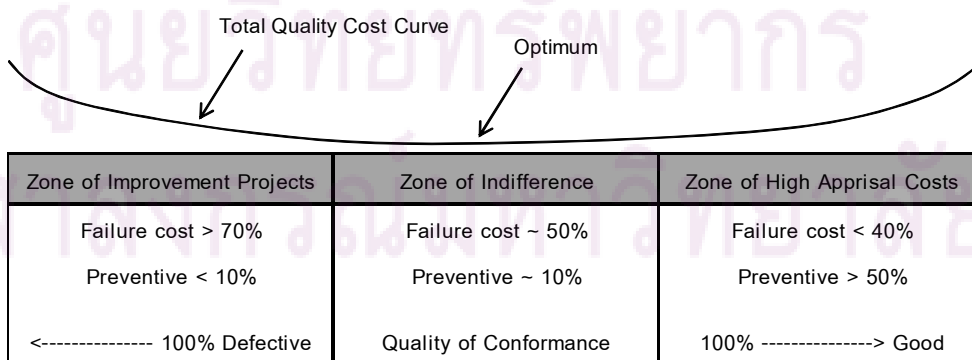 ศูนย์วิทยทรัพยากร
Total Quality Cost Curve
Optimum
Zone of Improvement Projects Zone of Indifference Zone of High Apprisal Costs
Failure cost > 70% Failure cost ~ 50% Failure cost < 40%
Preventive < 10% Preventive ~ 10% Preventive > 50%
<--------------- 100% Defective Quality of Conformance 100% ---------------> Good